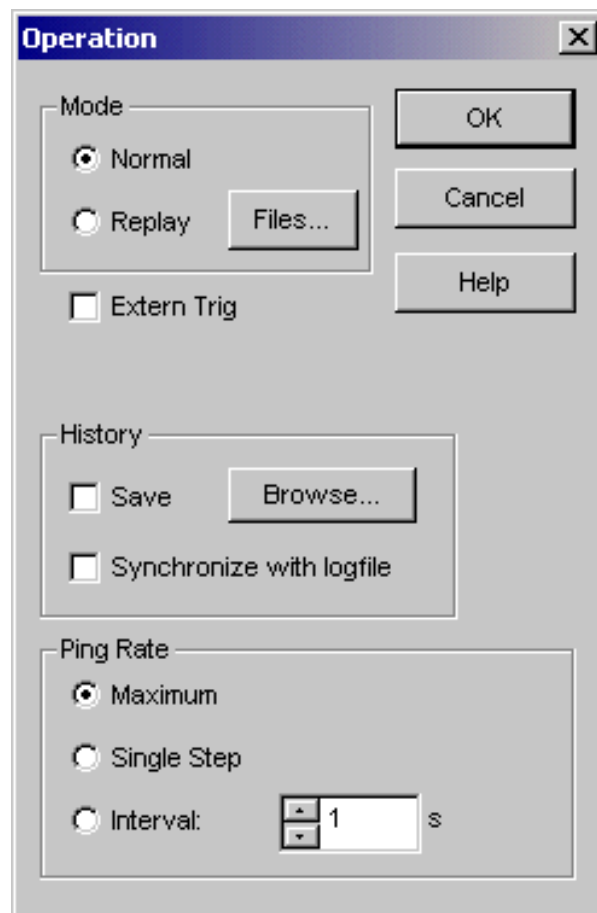 Operation
Mode
Normal
Replay
Files...
OK
Cancel
Help
Extern Trig
History
Save
Browse...
Synchronize with logfile
Ping Rate
Maximum
Single Step
Interval:
1
s